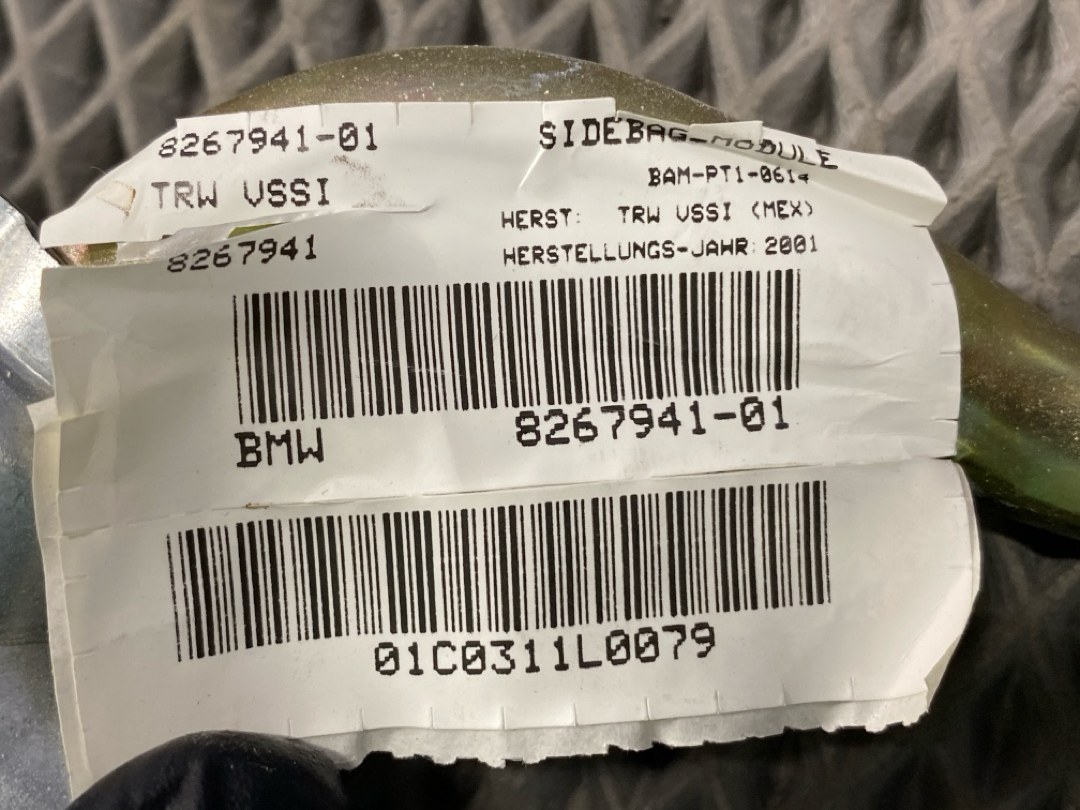 8267941-01 SIDEBAG-MODULE
TRW VSSI BAM-PT1-0614
HERST: TRW VSSI (MEX)
8267941 HERSTELLUNGS-JAHR: 2001
BMW 8267941-01
01C0311L0079